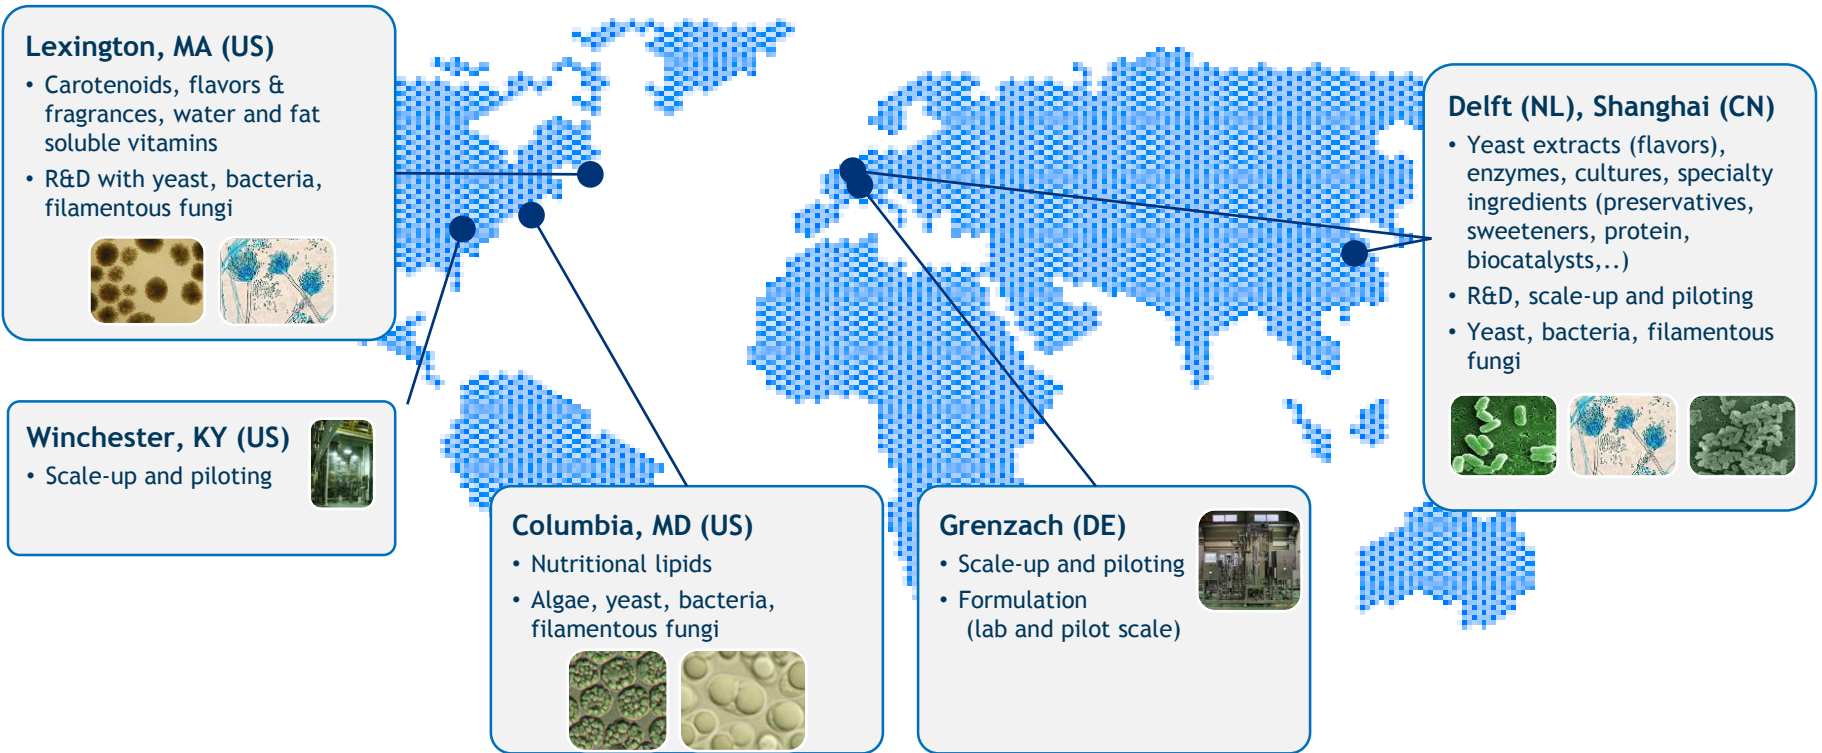 Lexington, MA (US)
• Carotenoids, flavors &
fragrances, water and fat
soluble vitamins
• R&D with yeast, bacteria,
filamentous fungi
Winchester, KY (US)
• Scale-up and piloting
Columbia, MD (US)
• Nutritional lipids
• Algae, yeast, bacteria,
filamentous fungi
Grenzach (DE)
• Scale-up and piloting
• Formulation
(lab and pilot scale)
Delft (NL), Shanghai (CN)
• Yeast extracts (flavors),
enzymes, cultures, specialty
ingredients (preservatives,
sweeteners, protein,
biocatalysts,..)
• R&D, scale-up and piloting
• Yeast, bacteria, filamentous
fungi